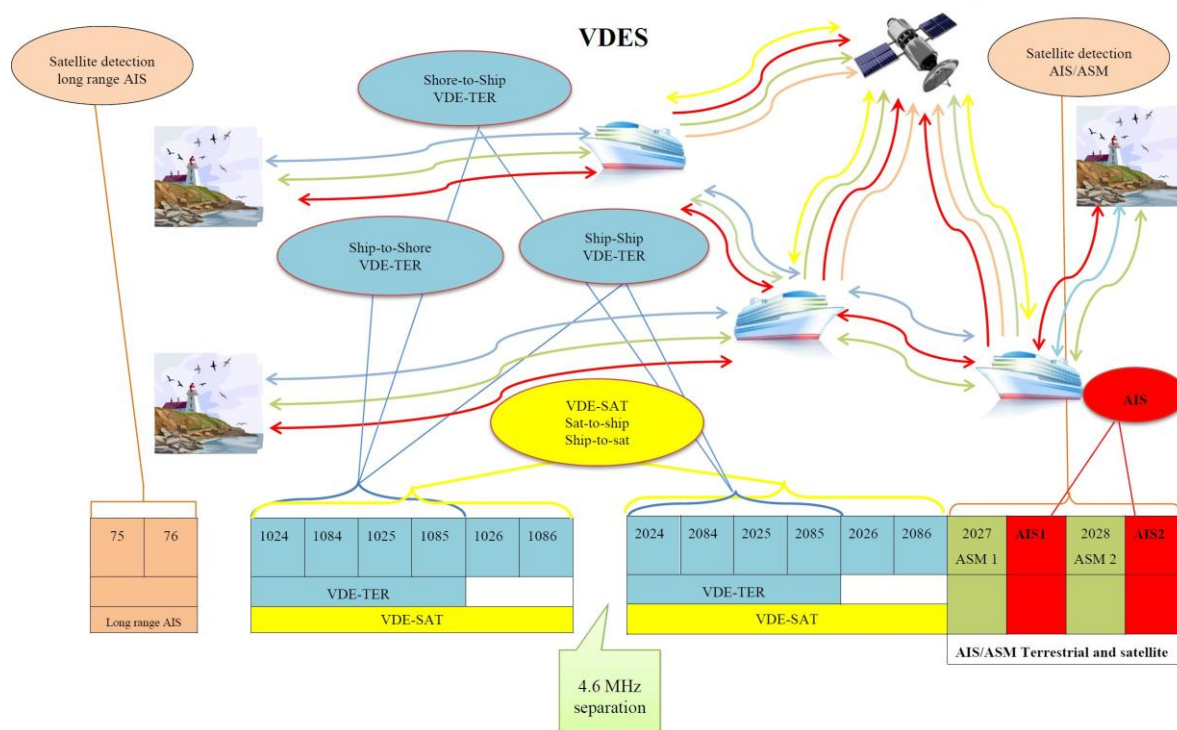 VDES
Satellite detection
long range AIS
Shore-to-Ship
VDE-TER
Satellite detection
AIS/ASM
Ship-to-Shore
VDE-TER
Ship-Ship
VDE-TER
VDE-SAT
Sat-to-ship
Ship-to-sat
AIS
75 76
1024 1084 1025 1085 1026 1086
2024 2084 2025 2085 2026 2086
2027 AIS1 2028 AIS2
ASM 1 ASM 2
VDE-TER VDE-TER
Long range AIS VDE-SAT VDE-SAT
AIS/ASM Terrestrial and satellite
4.6 MHz
separation